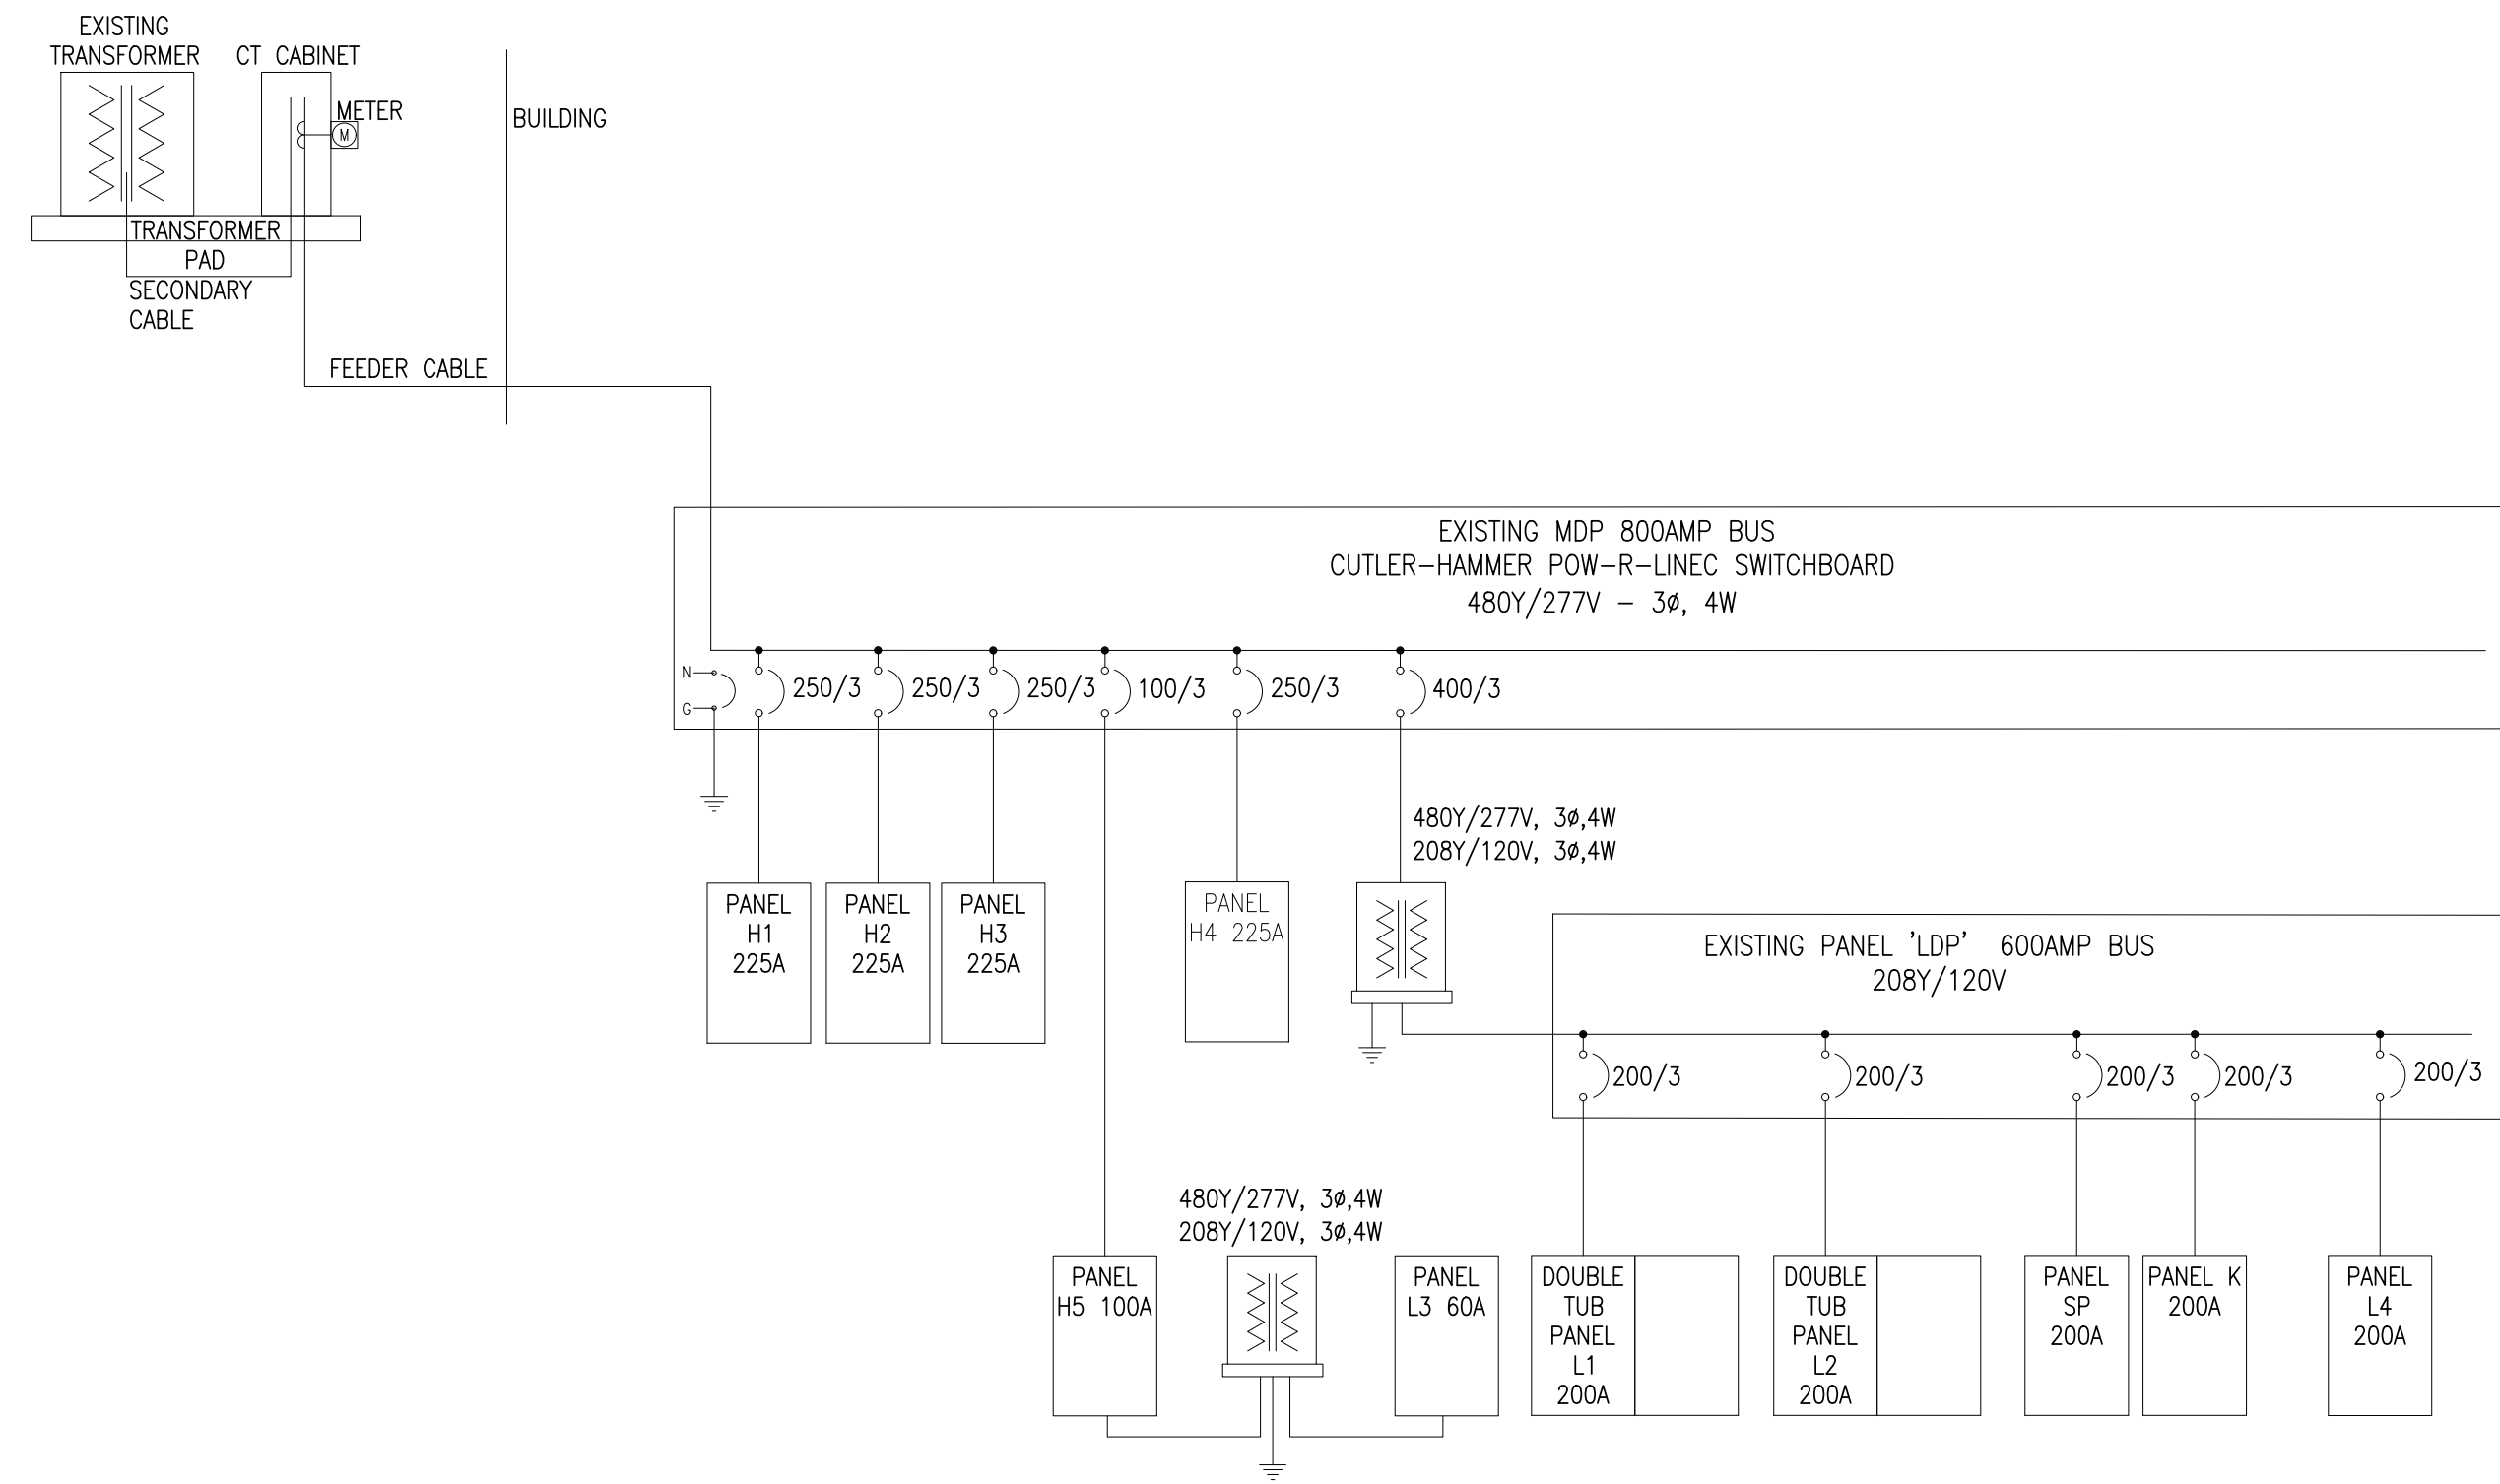 EXISTING
TRANSFORMER
CT CABINET
METER
M
BUILDING
TRANSFORMER
PAD
SECONDARY
CABLE
FEEDER CABLE
EXISTING MDP 800AMP BUS
CUTLER-HAMMER POW-R-LINEC SWITCHBOARD
480Y/277V - 3ø, 4W
N
G
250/3
250/3
250/3
100/3
250/3
400/3
480Y/277V, 3ø,4W
208Y/120V, 3ø,4W
PANEL
H1
225A
PANEL
H2
225A
PANEL
H3
225A
PANEL
H4 225A
EXISTING PANEL 'LDP' 600AMP BUS
208Y/120V
200/3
200/3
200/3
200/3
200/3
480Y/277V, 3ø,4W
208Y/120V, 3ø,4W
PANEL
H5 100A
PANEL
L3 60A
DOUBLE
TUB
PANEL
L1
200A
DOUBLE
TUB
PANEL
L2
200A
PANEL
SP
200A
PANEL K
200A
PANEL
L4
200A